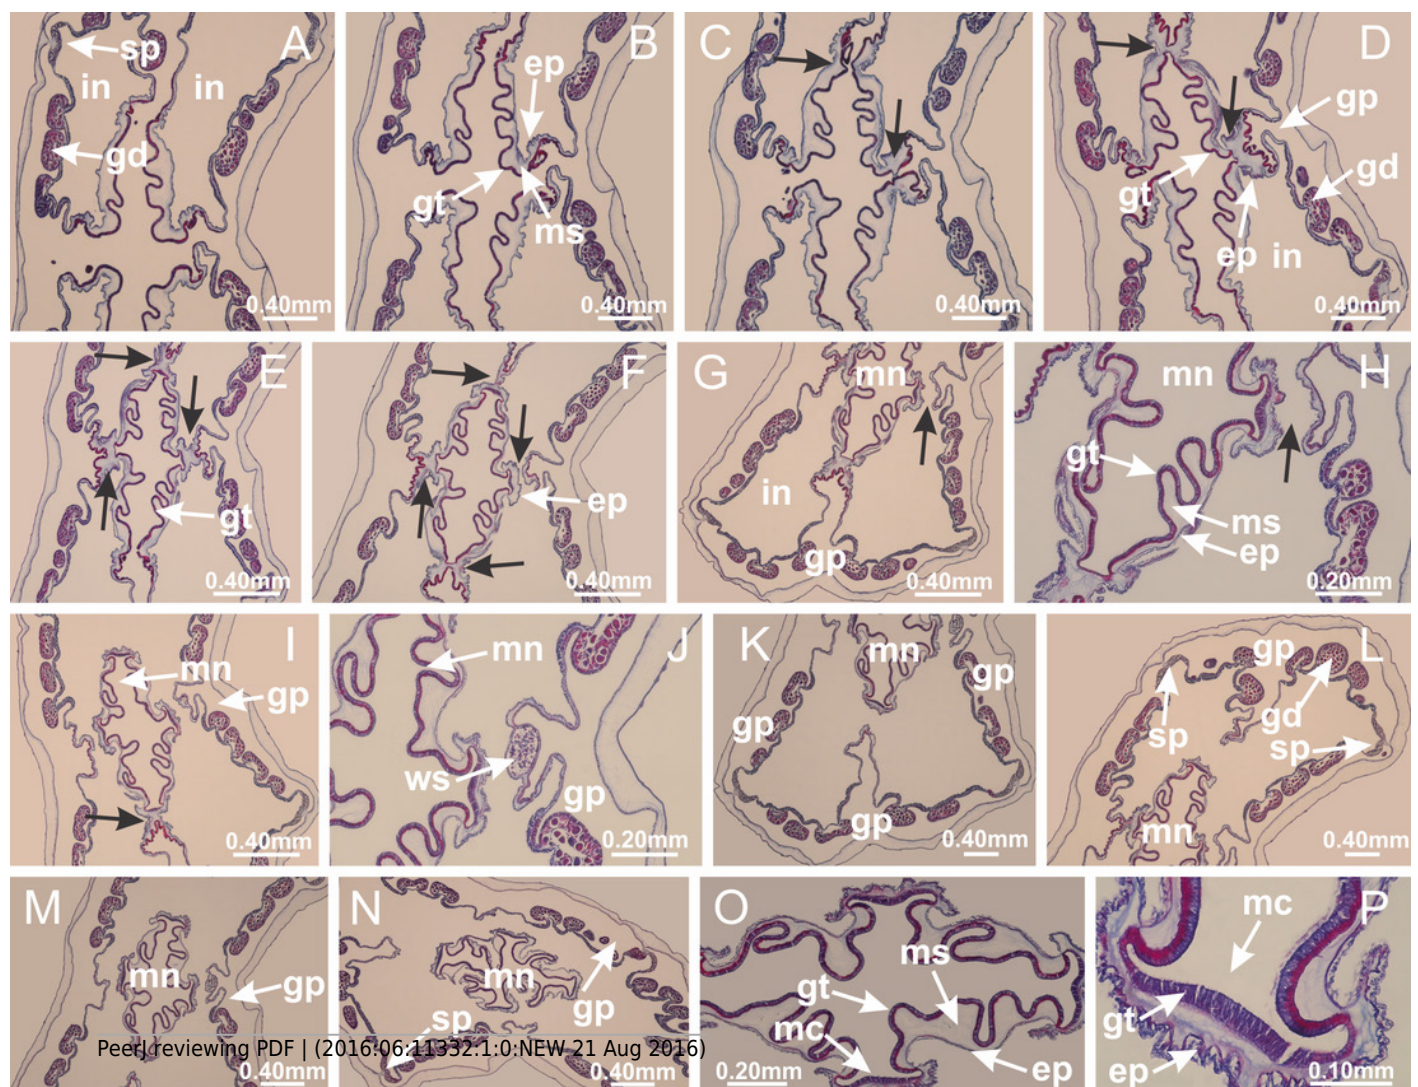 A
sp
in
in
gd
0.40mm
B
ep
gt
ms
0.40mm
C
0.40mm
D
gp
gd
gt
ep
in
0.40mm
E
gt
0.40mm
F
ep
0.40mm
G
mn
in
gp
0.40mm
H
mn
gt
ms
ep
0.20mm
I
mn
gp
0.40mm
J
mn
ws
gp
0.20mm
K
mn
gp
gp
gp
0.40mm
L
gp
gd
sp
sp
mn
0.40mm
M
mn
gp
0.40mm
N
mn
gp
sp
0.40mm
O
ms
gt
mc
ep
0.20mm
P
mc
gt
ep
0.10mm
PeerJ reviewing PDF | (2016:06:11332:1:0:NEW 21 Aug 2016)